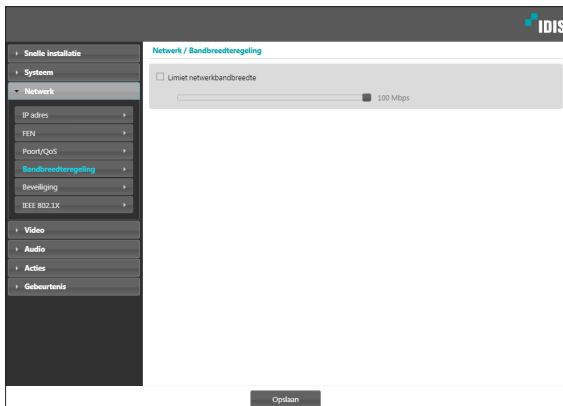 IDIS
Snelle installatie
Systeem
Netwerk
IP adres
FEN
Poort/QoS
Bandbreedteregeling
Beveiliging
IEEE 802.1X
Video
Audio
Acties
Gebeurtenis
Netwerk / Bandbreedteregeling
Limiet netwerkbandbreedte
100 Mbps
Opslaan